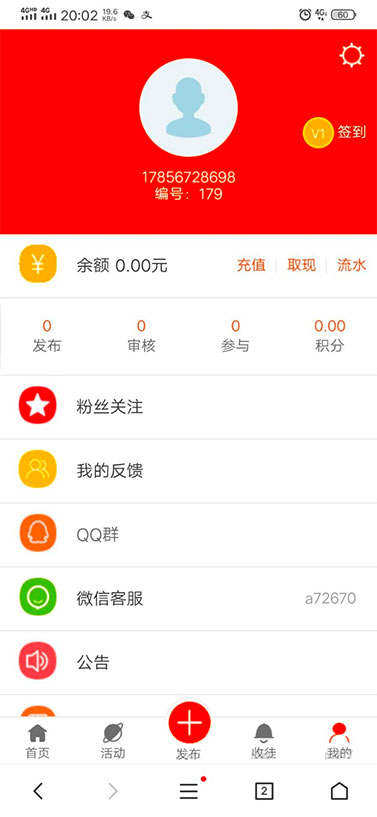 4GHD 4G 20:02 19.6 KB/s 支 4G 60
V1 签到
17856728698
编号：179
¥ 余额 0.00元 充值 取现 流水
0 0 0 0.00
发布 审核 参与 积分
粉丝关注
我的反馈
QQ群
微信客服 a72670
公告
首页 活动 发布 收徒 我的
2